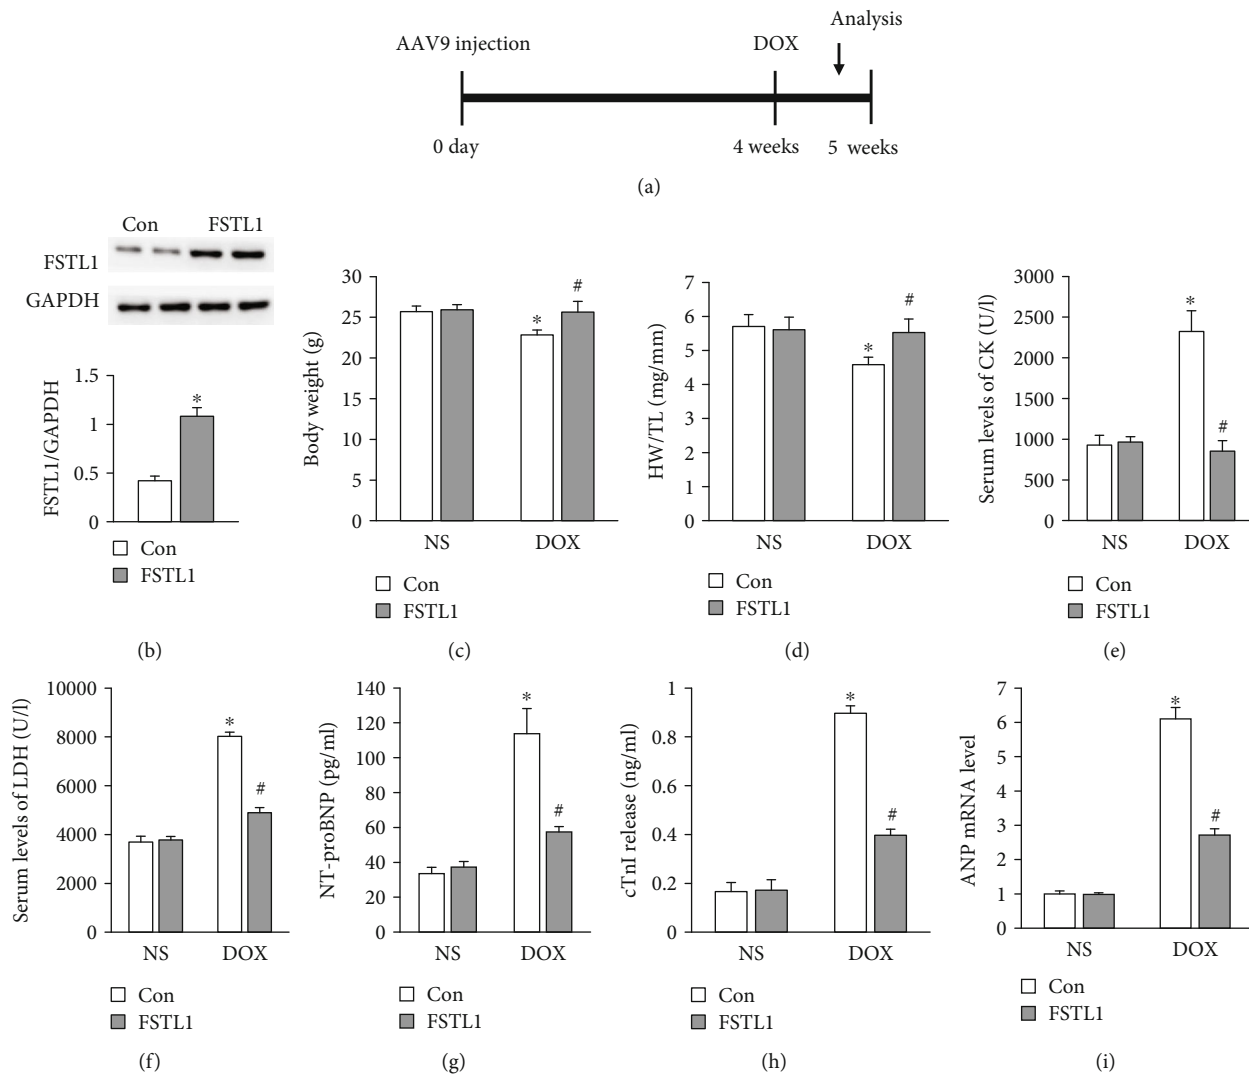 Analysis
AAV9 injection
DOX
0 day
4 weeks
5 weeks
(a)
Con
FSTL1
FSTL1
GAPDH
1.5
1
0.5
0
FSTL1/GAPDH
*
Con
FSTL1
(b)
30
25
20
15
10
5
0
Body weight (g)
*
#
NS
DOX
Con
FSTL1
(c)
7
6
5
4
3
2
1
0
HW/TL (mg/mm)
*
#
NS
DOX
Con
FSTL1
(d)
3000
2500
2000
1500
1000
500
0
Serum levels of CK (U/l)
*
#
NS
DOX
Con
FSTL1
(e)
10000
8000
6000
4000
2000
0
Serum levels of LDH (U/l)
*
#
NS
DOX
Con
FSTL1
(f)
140
120
100
80
60
40
20
0
NT-proBNP (pg/ml)
*
#
NS
DOX
Con
FSTL1
(g)
1
0.8
0.6
0.4
0.2
0
cTnI release (ng/ml)
*
#
NS
DOX
Con
FSTL1
(h)
7
6
5
4
3
2
1
0
ANP mRNA level
*
#
NS
DOX
Con
FSTL1
(i)